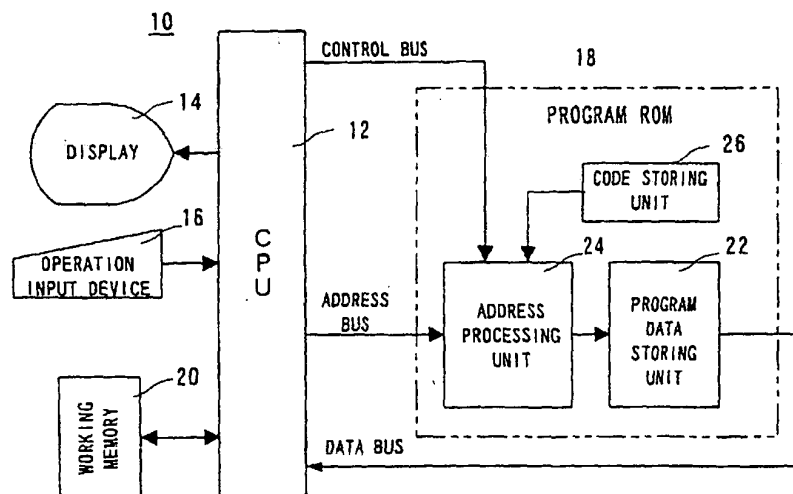 10
CONTROL BUS
18
14
12
PROGRAM ROM
DISPLAY
26
CODE STORING
UNIT
16
CPU
24
22
OPERATION
INPUT DEVICE
ADDRESS
BUS
ADDRESS
PROCESSING
UNIT
PROGRAM
DATA
STORING
UNIT
20
WORKING
MEMORY
DATA BUS